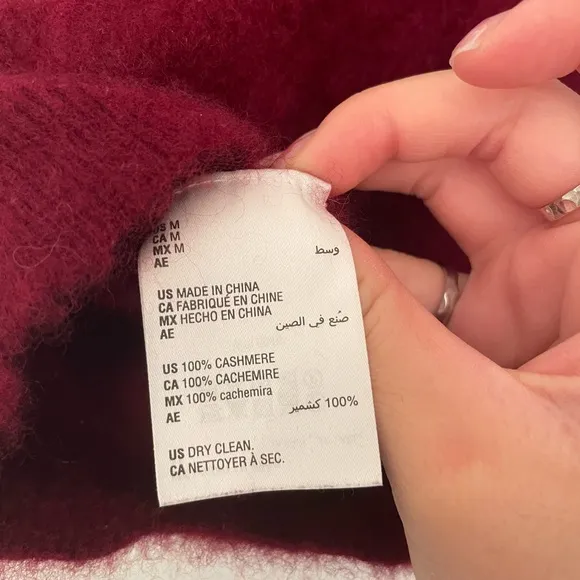 US M
CA M
MX M
AE وسط
US MADE IN CHINA
CA FABRIQUÉ EN CHINE
MX HECHO EN CHINA
AE صُنع في الصين
US 100% CASHMERE
CA 100% CACHEMIRE
MX 100% cachemira
AE 100% كشمير
US DRY CLEAN.
CA NETTOYER À SEC.